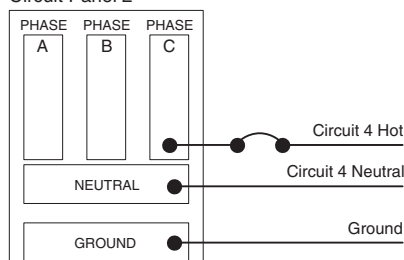 Circuit Panel 2
PHASE PHASE PHASE
A B C
Circuit 4 Hot
Circuit 4 Neutral
NEUTRAL
Ground
GROUND